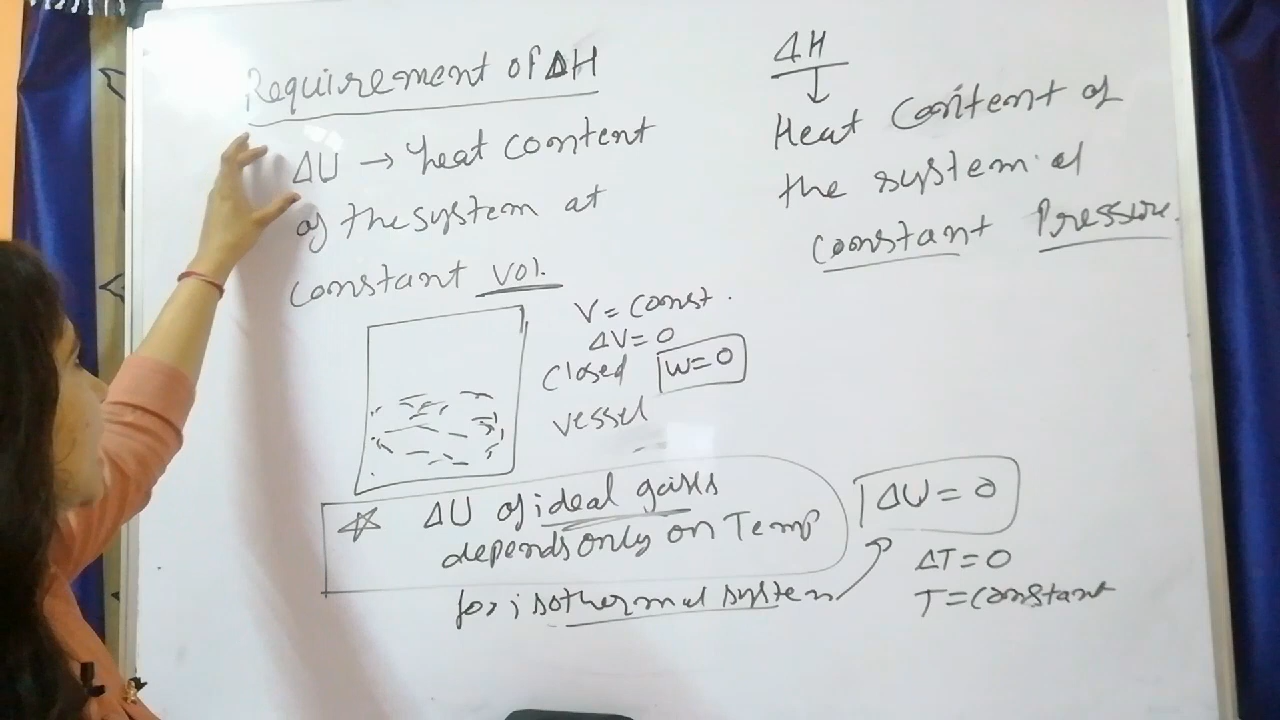 Requirement of ΔH
ΔU → heat content
of the system at
constant vol.
V = const.
ΔV = 0
closed W = 0
vessel
☆ ΔU of ideal gases
depends only on Temp
for isothermal system
ΔH
↓
Heat Content of
the system at
constant Pressure.
ΔU = 0
ΔT = 0
T = constant